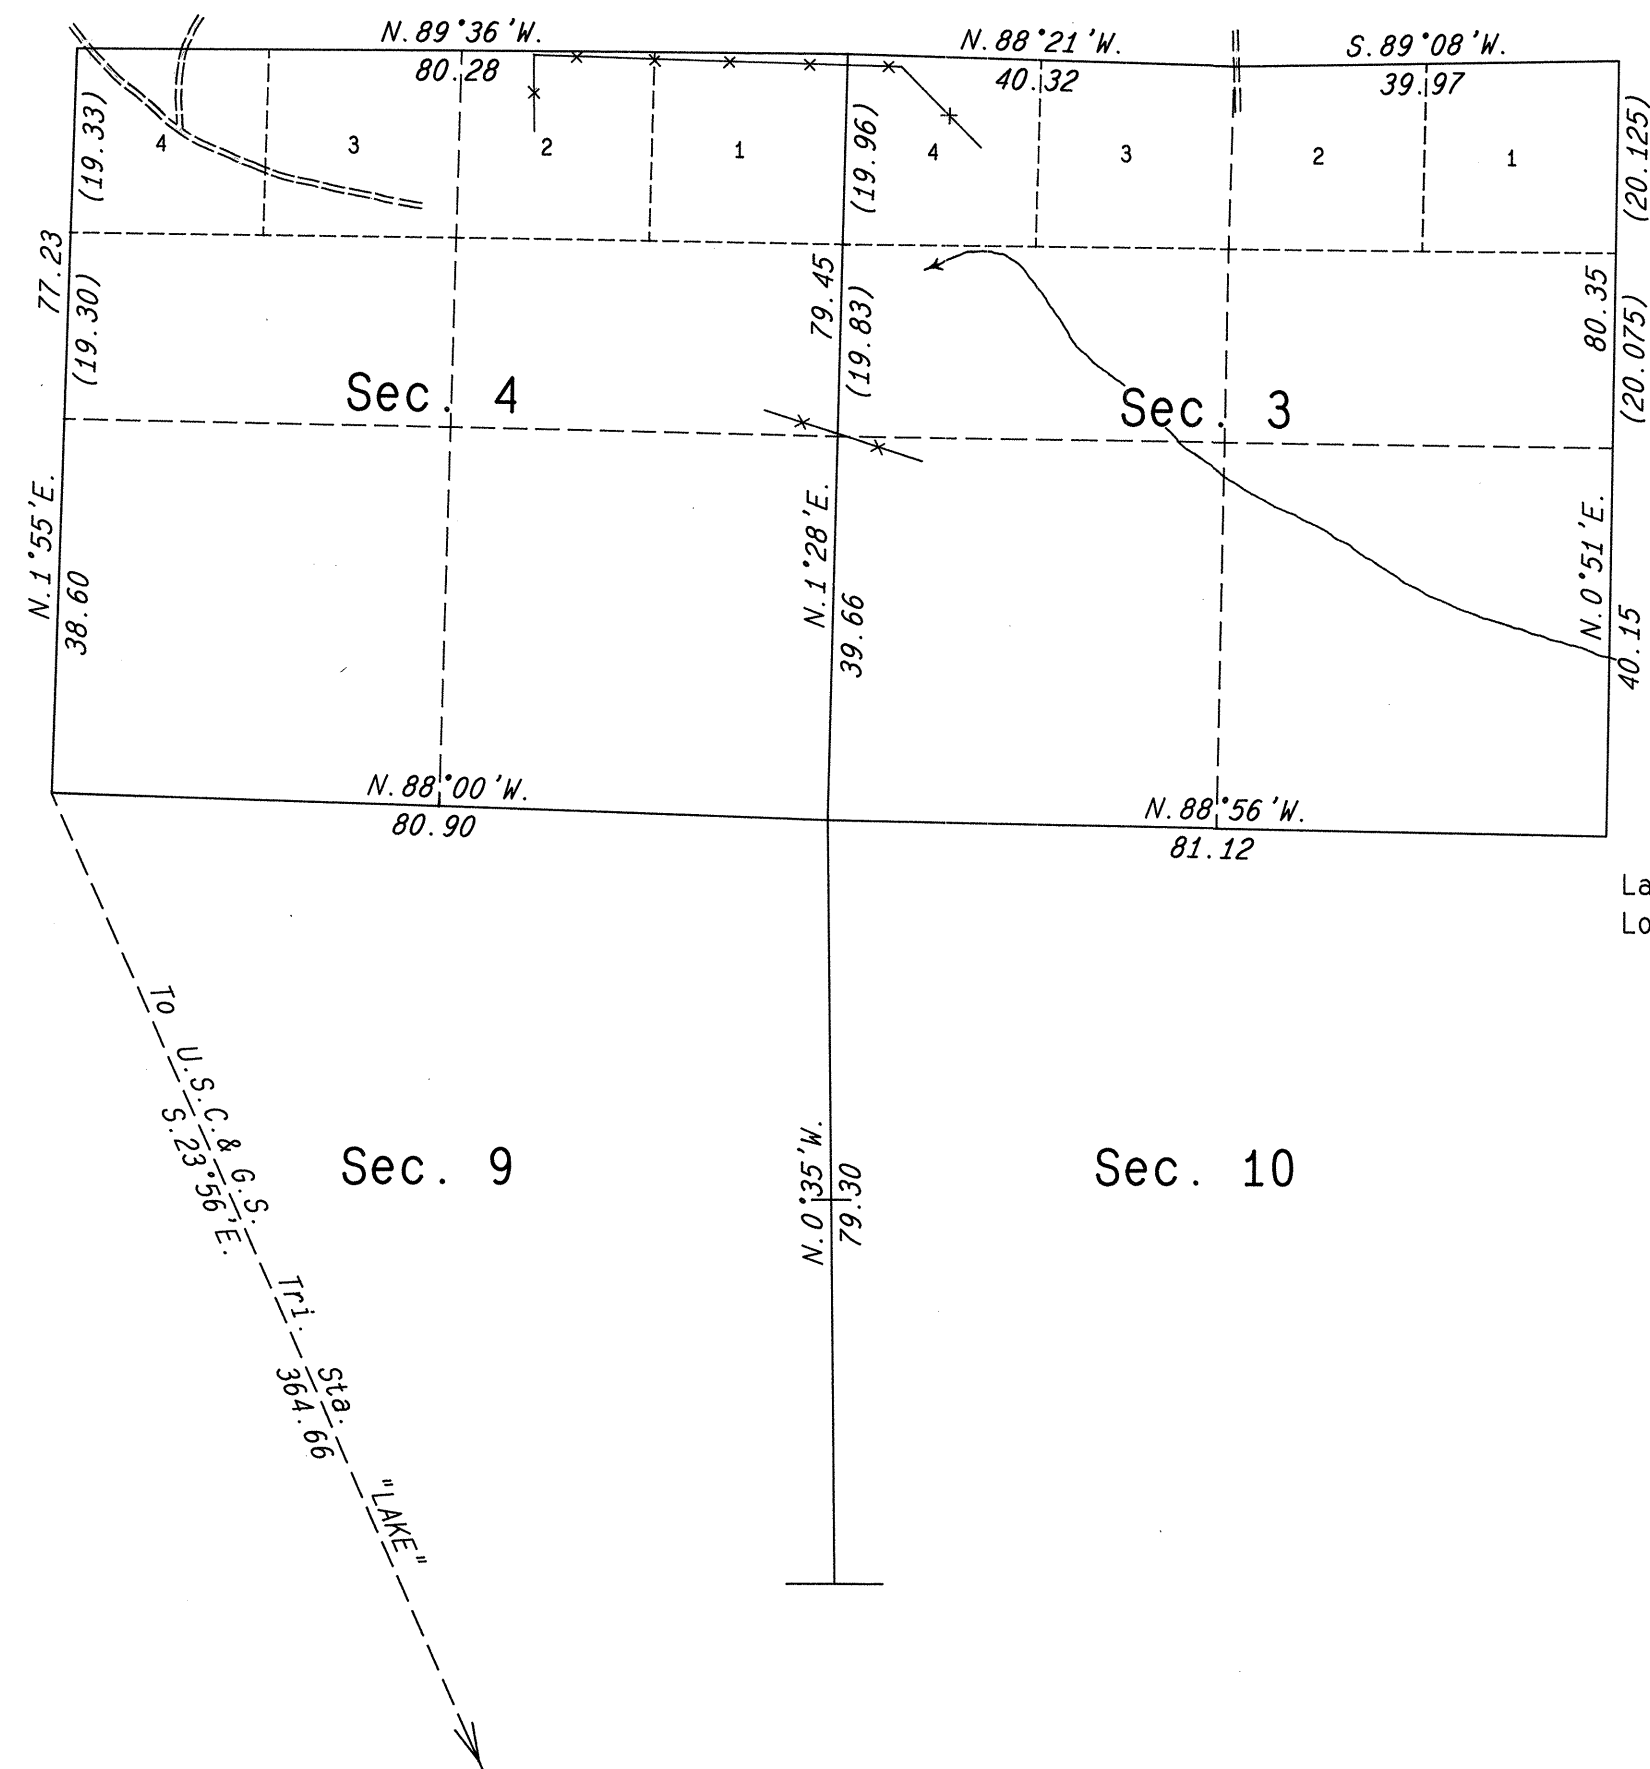 N.89°36'W.
80.28
N.88°21'W.
40.32
S.89°08'W.
39.97
(19.33)
4
3
2
1
(19.96)
4
3
2
1
(20.125)
77.23
(19.30)
79.45
(19.83)
80.35
(20.075)
Sec. 4
Sec. 3
N.1°55'E.
38.60
N.1°28'E.
39.66
N.0°51'E.
40.15
N.88°00'W.
80.90
N.88°56'W.
81.12
La
Lo
To U.S.C.& G.S. Tri. Sta. "LAKE"
S.23°56'E. 364.66
Sec. 9
N.0°35'W.
79.30
Sec. 10